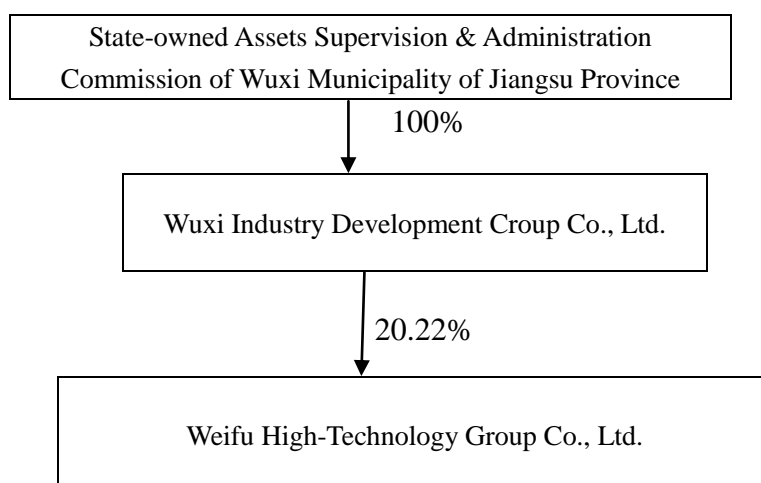 State-owned Assets Supervision & Administration
Commission of Wuxi Municipality of Jiangsu Province
100%
Wuxi Industry Development Croup Co., Ltd.
20.22%
Weifu High-Technology Group Co., Ltd.